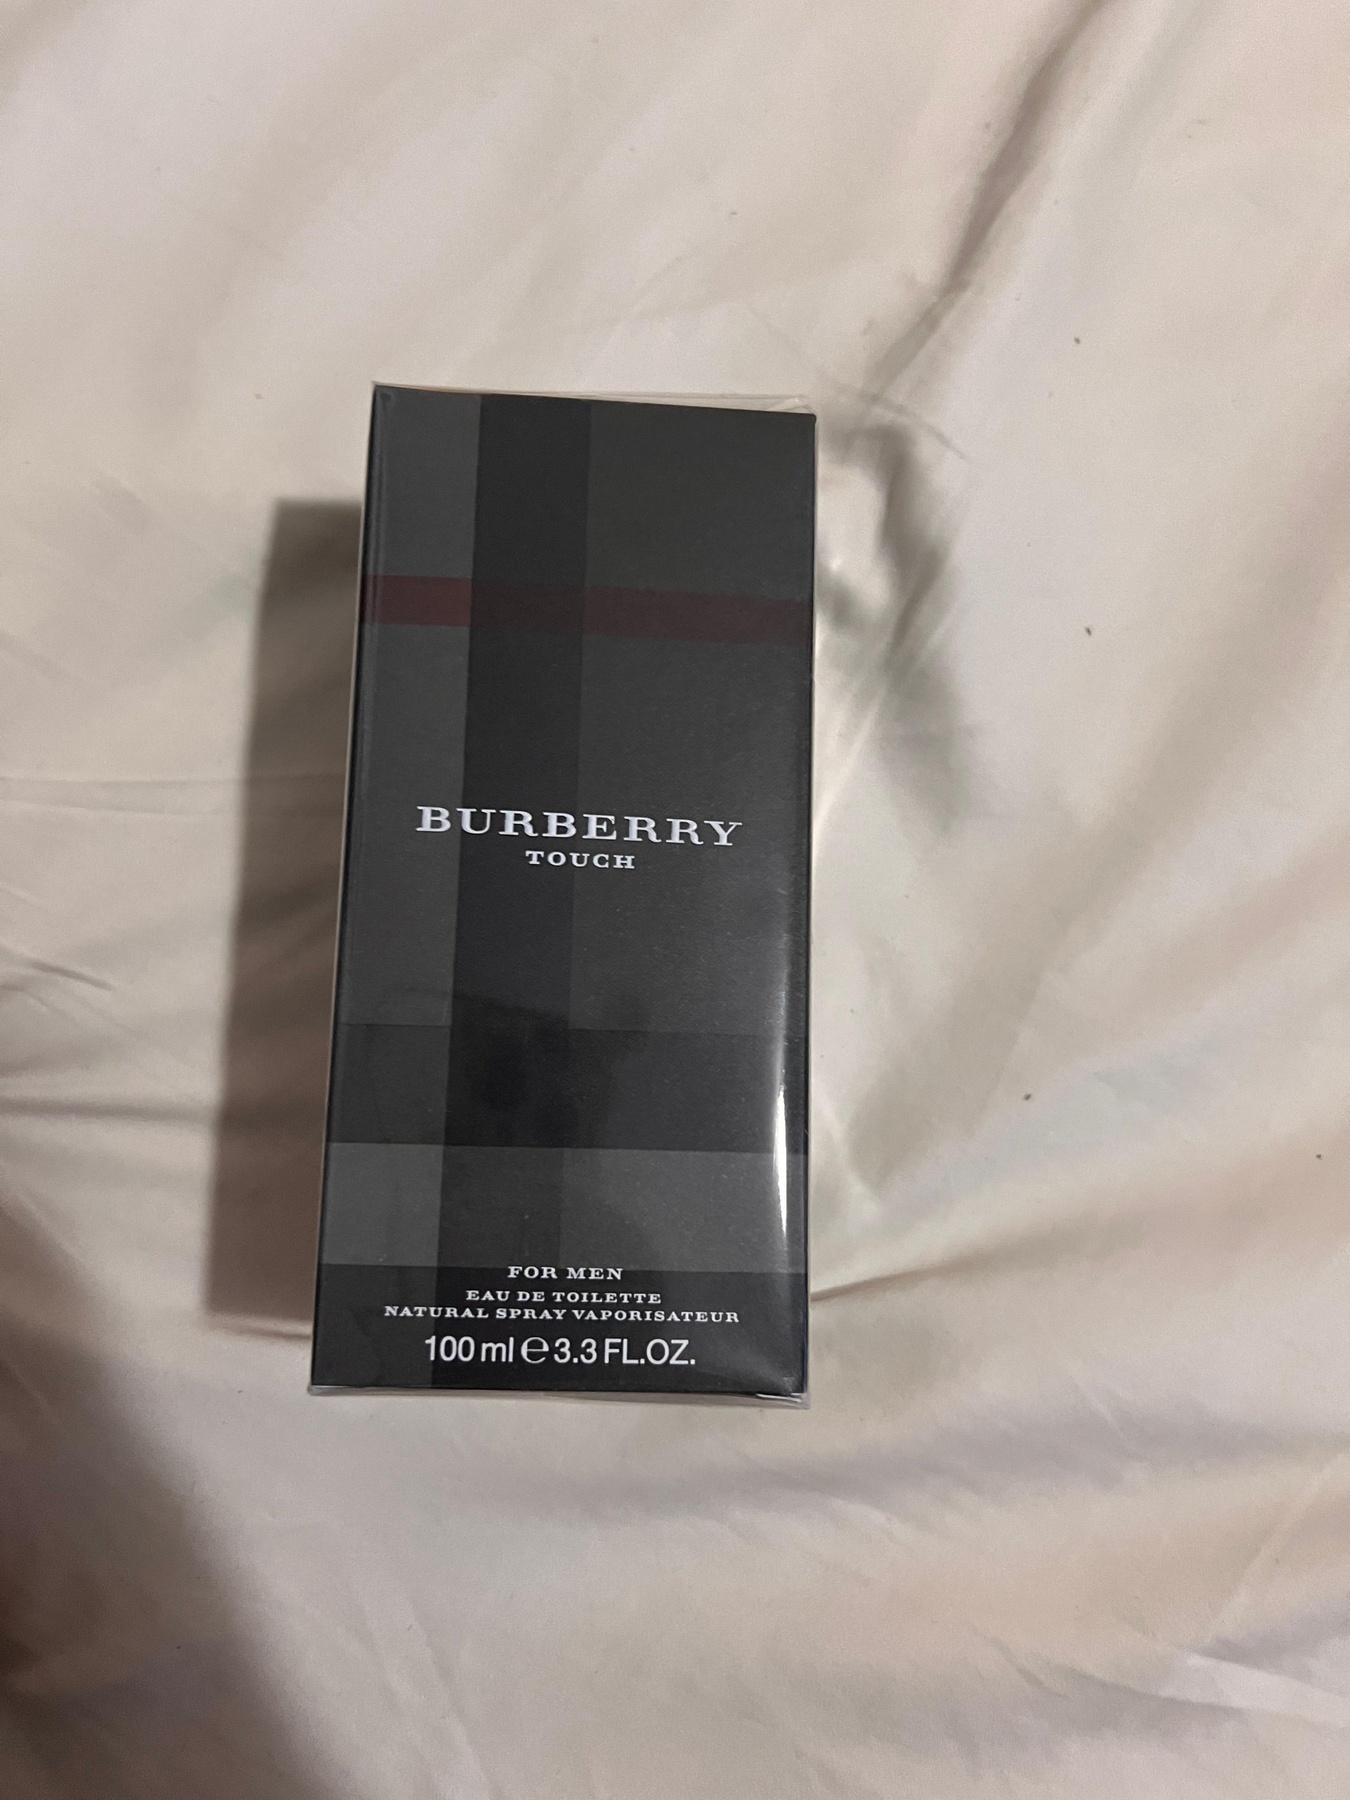 BURBERRY
TOUCH
FOR MEN
EAU DE TOILETTE
NATURAL SPRAY VAPORISATEUR
100 ml ℮ 3.3 FL.OZ.